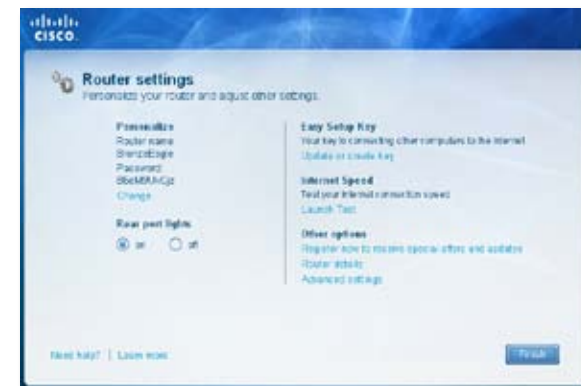 CISCO
Router settings
Personalize your router and adjust other settings.
Personalize
Router name
BronzeEagle
Password
Change
Rear port lights
on off
Easy Setup Key
Your key to connecting other computers to the Internet
Update or create key
Internet Speed
Test your Internet connection speed
Launch Test
Other options
Register now to receive special offers and updates
Router details
Advanced settings
Need help? | Learn more
Finish